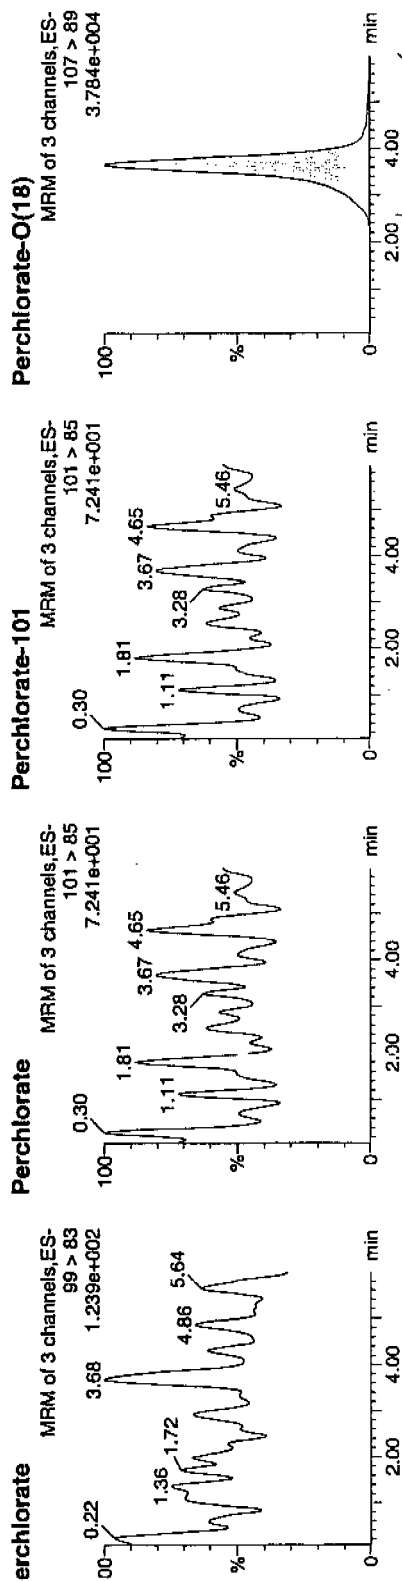 erchlorate
MRM of 3 channels,ES-
99 > 83
1.239e+002
00
%
0
0.22
1.36
1.72
3.68
4.86
5.64
2.00
4.00
min
Perchlorate
MRM of 3 channels,ES-
101 > 85
7.241e+001
100
%
0
0.30
1.11
1.81
3.28
3.67
4.65
5.46
2.00
4.00
min
Perchlorate-101
MRM of 3 channels,ES-
101 > 85
7.241e+001
100
%
0
0.30
1.11
1.81
3.28
3.67
4.65
5.46
2.00
4.00
min
Perchlorate-O(18)
MRM of 3 channels,ES-
107 > 89
3.784e+004
100
%
0
2.00
4.00
min